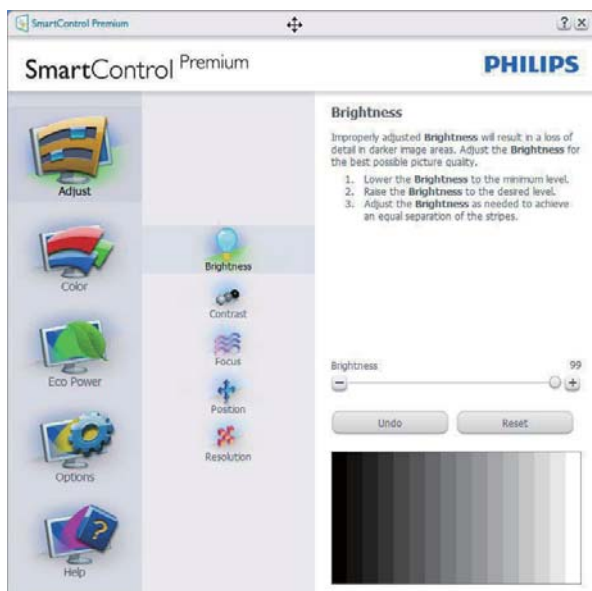 SmartControl Premium
? ×
SmartControl Premium
PHILIPS
Adjust
Color
Eco Power
Options
Help
Brightness
Contrast
Focus
Position
Resolution
Brightness
Improperly adjusted Brightness will result in a loss of
detail in darker image areas. Adjust the Brightness for
the best possible picture quality.
1. Lower the Brightness to the minimum level.
2. Raise the Brightness to the desired level.
3. Adjust the Brightness as needed to achieve
an equal separation of the stripes.
Brightness 99
Undo Reset